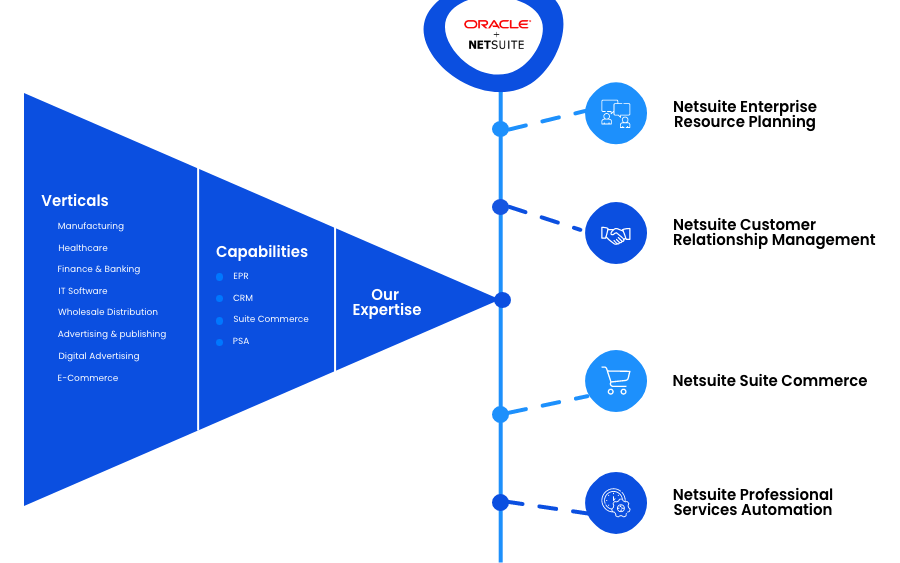 ORACLE
+
NETSUITE
Verticals
Manufacturing
Healthcare
Finance & Banking
IT Software
Wholesale Distribution
Advertising & publishing
Digital Advertising
E-Commerce
Capabilities
EPR
CRM
Suite Commerce
PSA
Our
Expertise
Netsuite Enterprise
Resource Planning
Netsuite Customer
Relationship Management
Netsuite Suite Commerce
Netsuite Professional
Services Automation